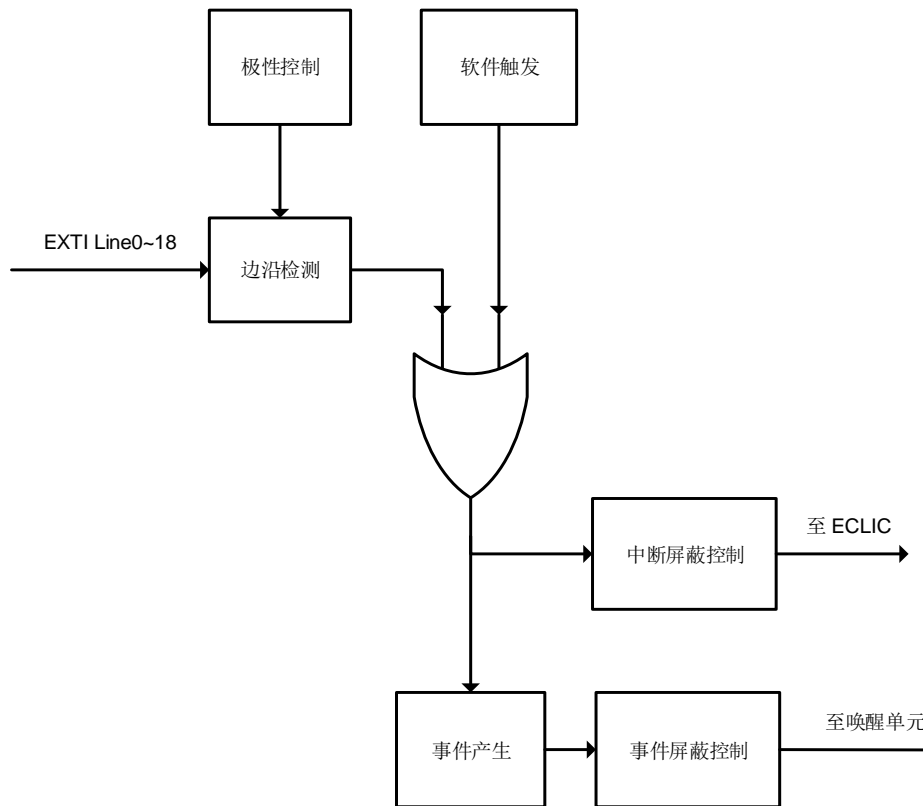 极性控制
软件触发
EXTI Line0~18
边沿检测
至 ECLIC
中断屏蔽控制
至唤醒单元
事件产生
事件屏蔽控制